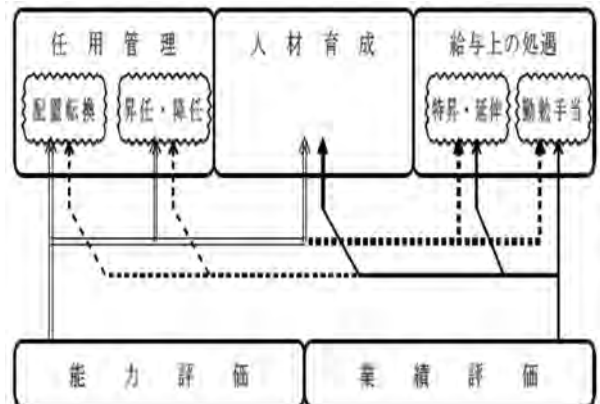 任用管理
人材育成
給与上の処遇
配置転換
昇任・降任
特昇・延伸
勤勉手当
能力評価
業績評価